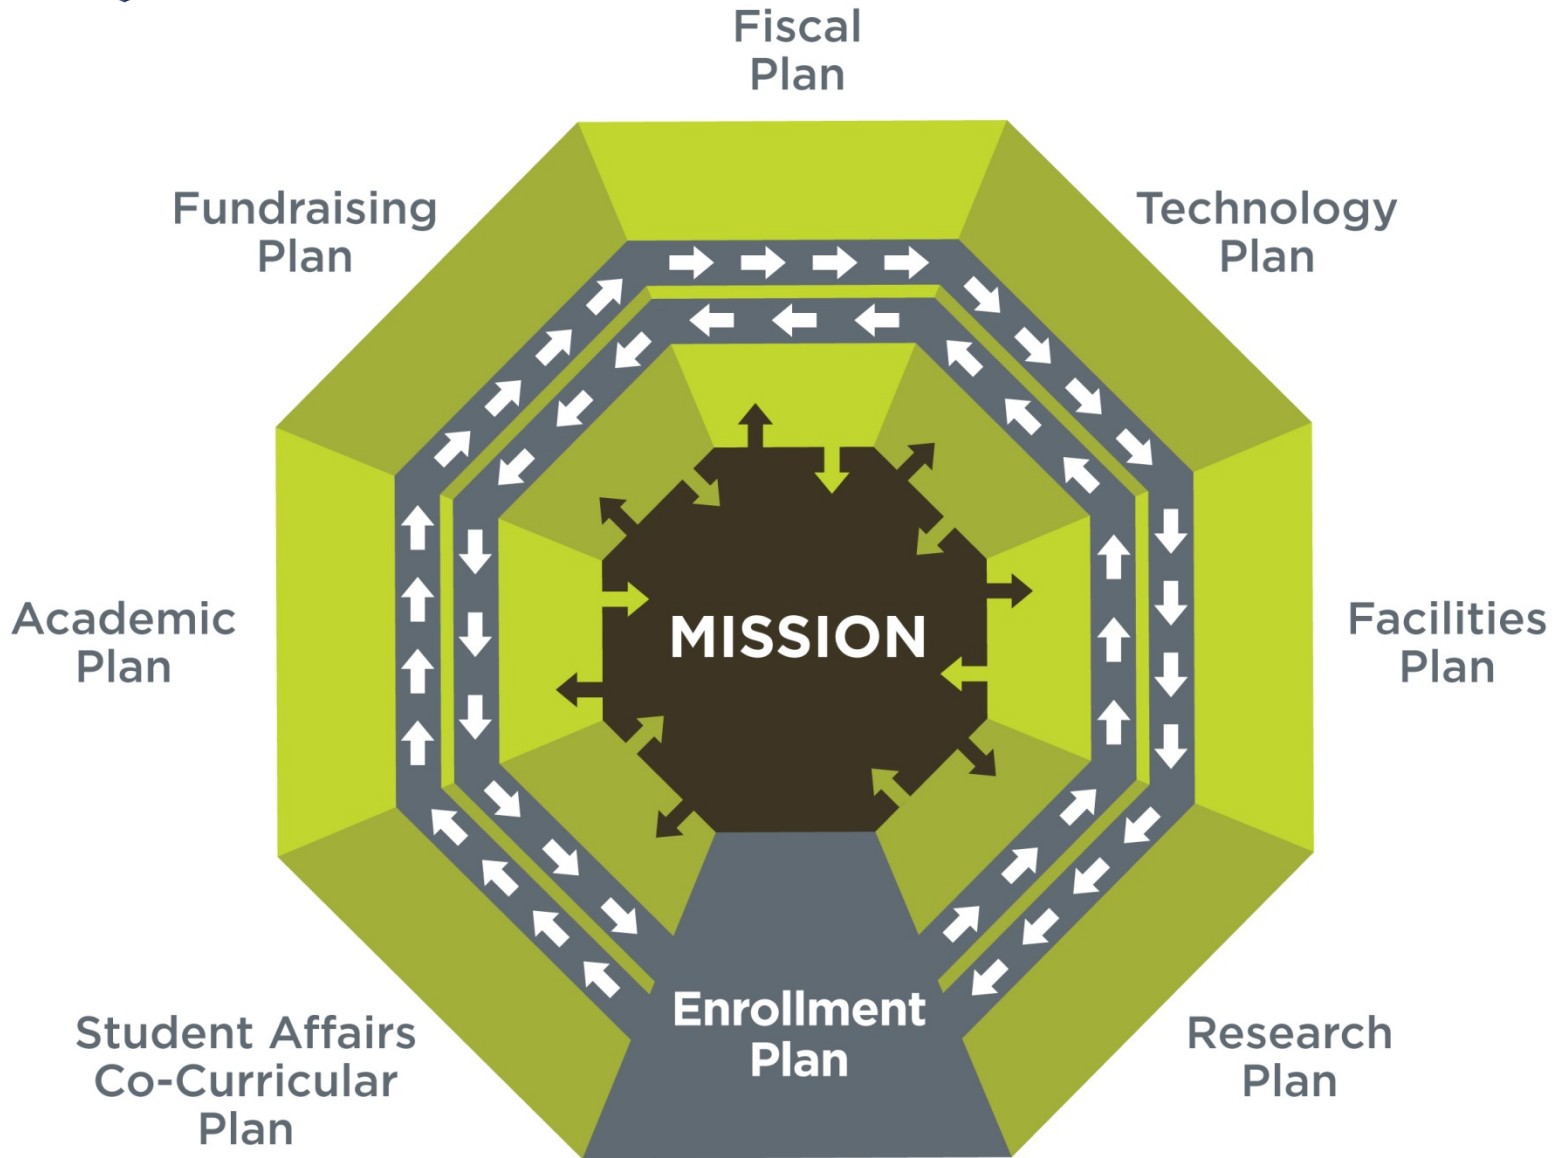 Fiscal
Plan
Fundraising
Plan
Technology
Plan
Academic
Plan
MISSION
Facilities
Plan
Enrollment
Plan
Student Affairs
Co-Curricular
Plan
Research
Plan